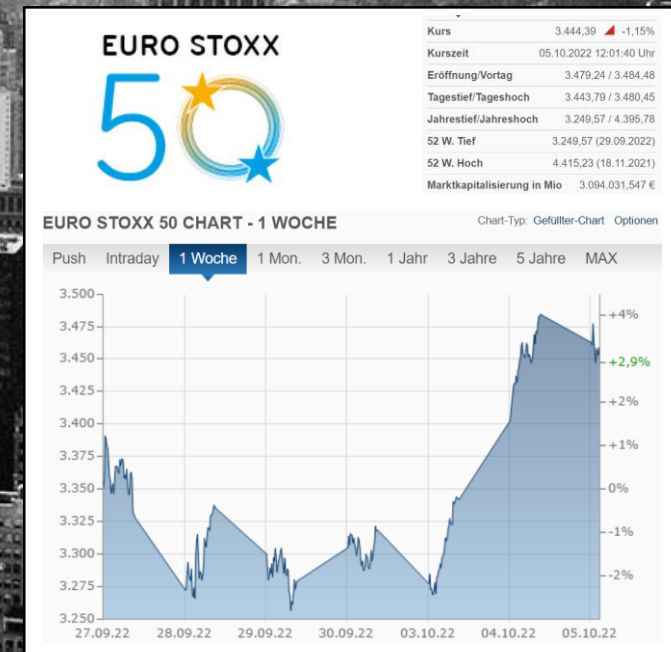 EURO STOXX
50
Kurs 3.444,39 -1,15%
Kurszeit 05.10.2022 12:01:40 Uhr
Eröffnung/Vortag 3.479,24 / 3.484,48
Tagestief/Tageshoch 3.443,79 / 3.480,45
Jahrestief/Jahreshoch 3.249,57 / 4.395,78
52 W. Tief 3.249,57 (29.09.2022)
52 W. Hoch 4.415,23 (18.11.2021)
Marktkapitalisierung in Mio 3.094.031,547 €
EURO STOXX 50 CHART - 1 WOCHE Chart-Typ: Gefüllter-Chart Optionen
Push Intraday 1 Woche 1 Mon. 3 Mon. 1 Jahr 3 Jahre 5 Jahre MAX
3.500
3.475 +4%
3.450
+2,9%
3.425
+2%
3.400
+1%
3.375
3.350 0%
3.325
-1%
3.300
3.275 -2%
3.250
27.09.22 28.09.22 29.09.22 30.09.22 03.10.22 04.10.22 05.10.22